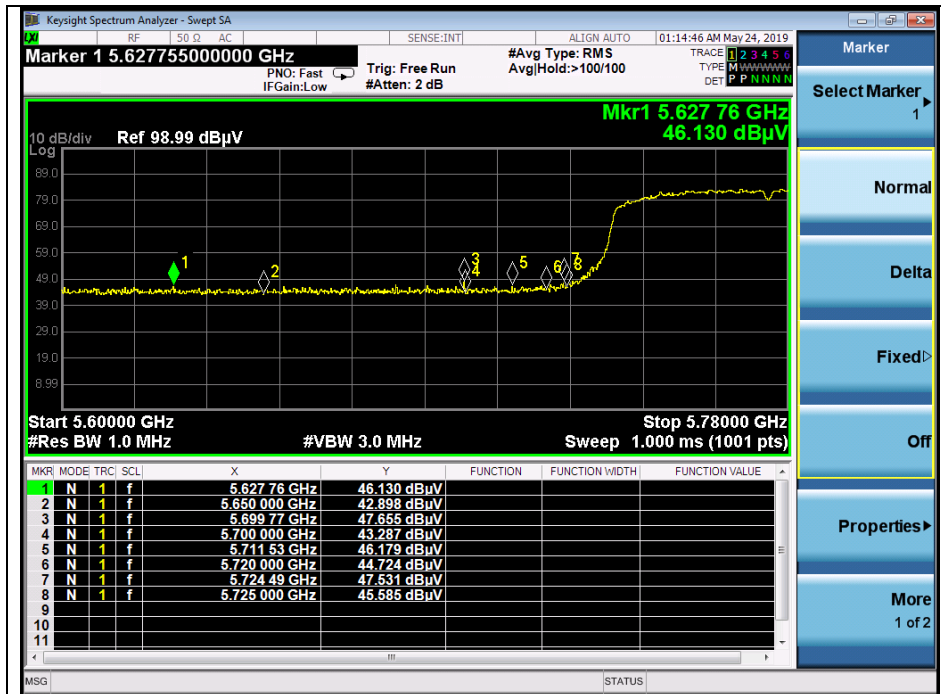 Keysight Spectrum Analyzer - Swept SA
LXI RF 50 Ω AC SENSE:INT ALIGN AUTO 01:14:46 AM May 24, 2019
Marker 1 5.627755000000 GHz
PNO: Fast
IFGain:Low
Trig: Free Run
#Atten: 2 dB
#Avg Type: RMS
Avg|Hold:>100/100
TRACE 1 2 3 4 5 6
TYPE M W W W W W
DET P P N N N N
Mkr1 5.627 76 GHz
46.130 dBµV
10 dB/div Ref 98.99 dBµV
Log
89.0
79.0
69.0
59.0
49.0
39.0
29.0
19.0
8.99
1
2
3
4
5
6
7
8
Start 5.60000 GHz Stop 5.78000 GHz
#Res BW 1.0 MHz #VBW 3.0 MHz Sweep 1.000 ms (1001 pts)
MKR MODE TRC SCL X Y FUNCTION FUNCTION WIDTH FUNCTION VALUE
1 N 1 f 5.627 76 GHz 46.130 dBµV
2 N 1 f 5.650 000 GHz 42.898 dBµV
3 N 1 f 5.699 77 GHz 47.655 dBµV
4 N 1 f 5.700 000 GHz 43.287 dBµV
5 N 1 f 5.711 53 GHz 46.179 dBµV
6 N 1 f 5.720 000 GHz 44.724 dBµV
7 N 1 f 5.724 49 GHz 47.531 dBµV
8 N 1 f 5.725 000 GHz 45.585 dBµV
9
10
11
MSG STATUS
Marker
Select Marker
1
Normal
Delta
Fixed
Off
Properties
More
1 of 2